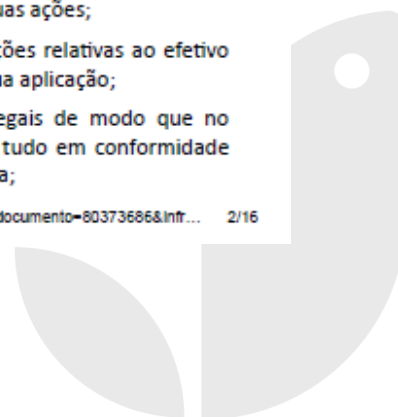 uas ações;
ções relativas ao efetivo
ua aplicação;
egais de modo que no
tudo em conformidade
a;
documento=80373686&infr... 2/16